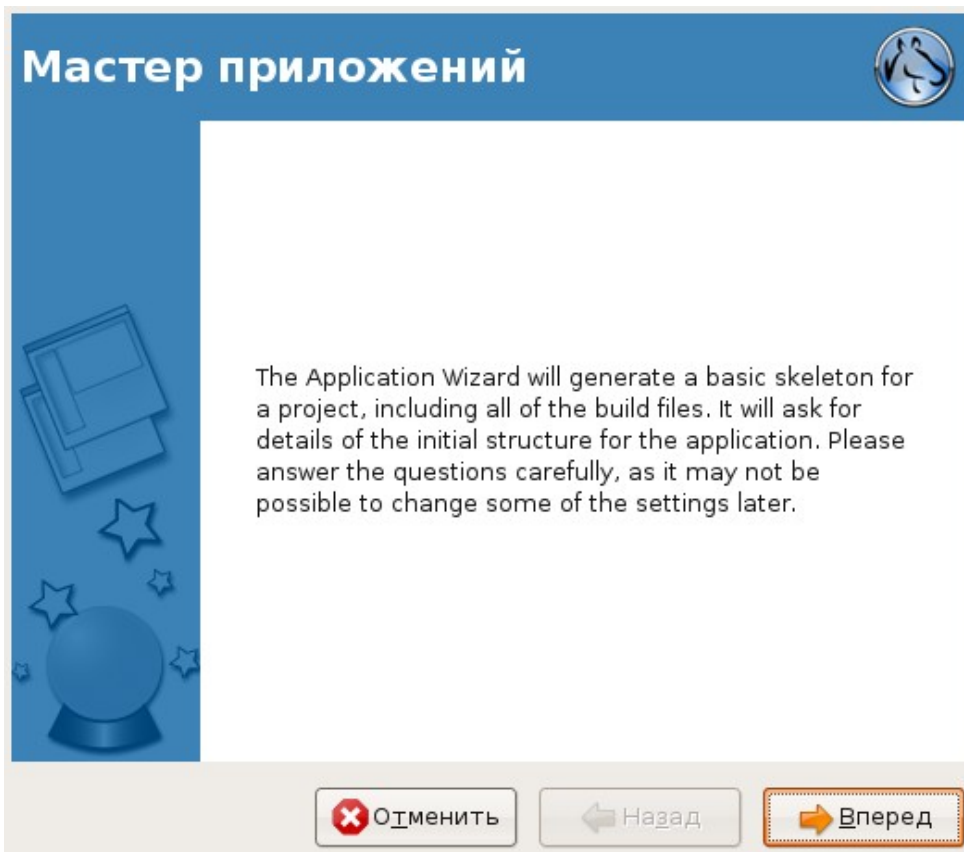 Мастер приложений
The Application Wizard will generate a basic skeleton for
a project, including all of the build files. It will ask for
details of the initial structure for the application. Please
answer the questions carefully, as it may not be
possible to change some of the settings later.
Отменить
Назад
Вперед